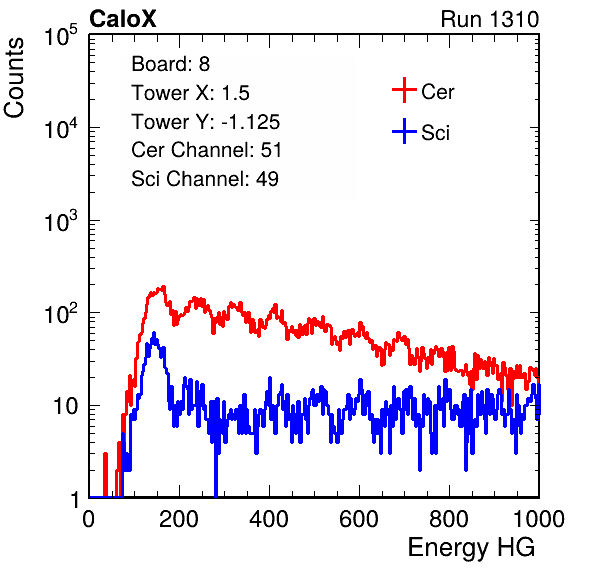 CaloX Run 1310
Counts
Board: 8
Tower X: 1.5
Tower Y: -1.125
Cer Channel: 51
Sci Channel: 49
Cer
Sci
10^5
10^4
10^3
10^2
10
1
0 200 400 600 800 1000
Energy HG